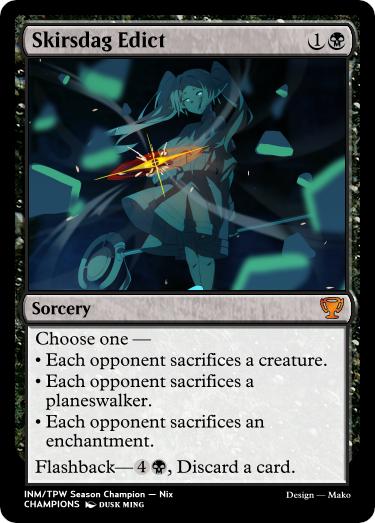 Skirsdag Edict 1
Sorcery
Choose one —
• Each opponent sacrifices a creature.
• Each opponent sacrifices a
planeswalker.
• Each opponent sacrifices an
enchantment.
Flashback—4, Discard a card.
INM/TPW Season Champion — Nix Design — Mako
CHAMPIONS DUSK MING